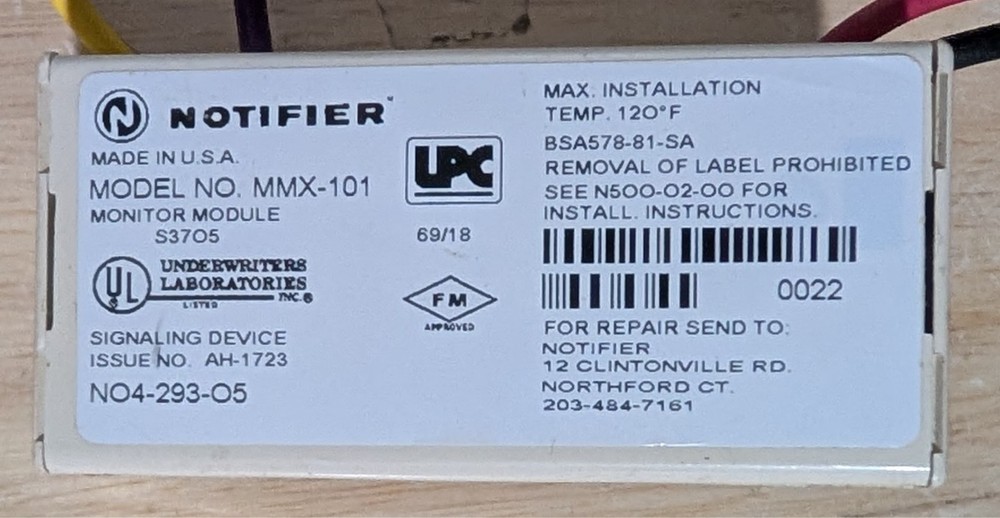 N NOTIFIER
MADE IN U.S.A.
MODEL NO. MMX-101
MONITOR MODULE
S3705
UL UNDERWRITERS
LABORATORIES
INC.®
LISTED
SIGNALING DEVICE
ISSUE NO. AH-1723
N04-293-05
UPC
69/18
FM
APPROVED
MAX. INSTALLATION
TEMP. 120°F
BSA578-81-SA
REMOVAL OF LABEL PROHIBITED
SEE N500-02-00 FOR
INSTALL. INSTRUCTIONS.
0022
FOR REPAIR SEND TO:
NOTIFIER
12 CLINTONVILLE RD.
NORTHFORD CT.
203-484-7161